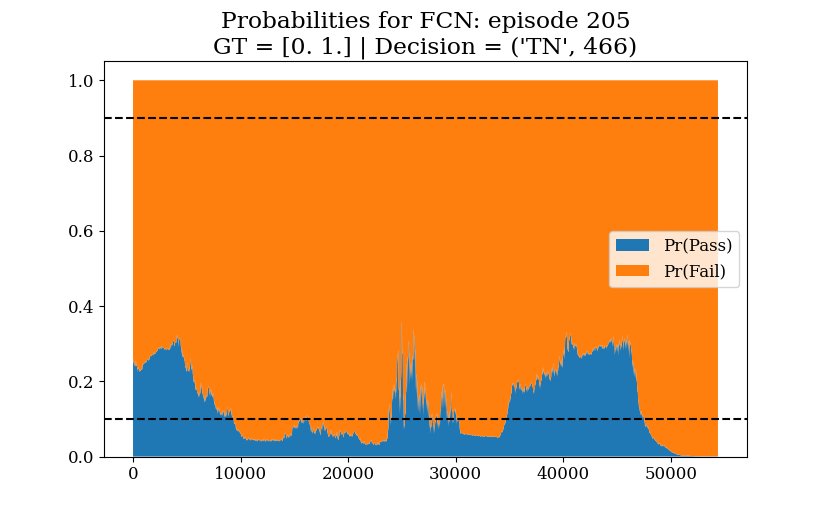 Probabilities for FCN: episode 205
GT = [0. 1.] | Decision = ('TN', 466)
1.0
0.8
0.6
0.4
0.2
0.0
Pr(Pass)
Pr(Fail)
0 10000 20000 30000 40000 50000